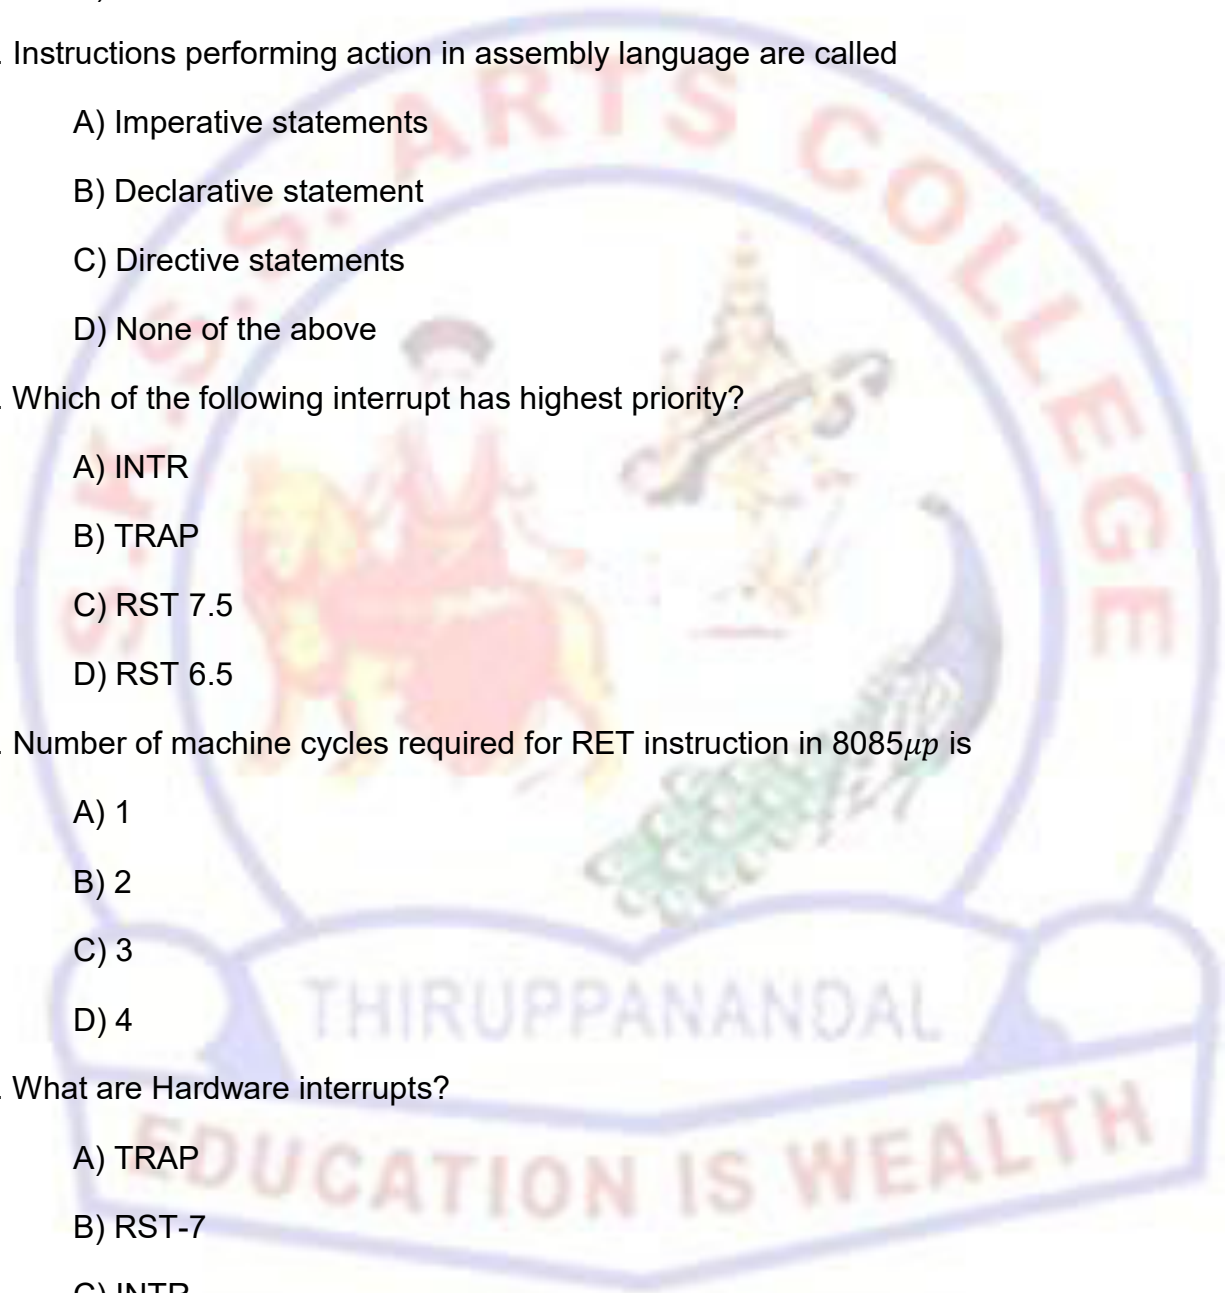 . Instructions performing action in assembly language are called
A) Imperative statements
B) Declarative statement
C) Directive statements
D) None of the above
. Which of the following interrupt has highest priority?
A) INTR
B) TRAP
C) RST 7.5
D) RST 6.5
. Number of machine cycles required for RET instruction in 8085μp is
A) 1
B) 2
C) 3
D) 4
. What are Hardware interrupts?
A) TRAP
B) RST-7
C) INTR
S.K.S.S. ARTS COLLEGE
THIRUPPANANDAL
EDUCATION IS WEALTH